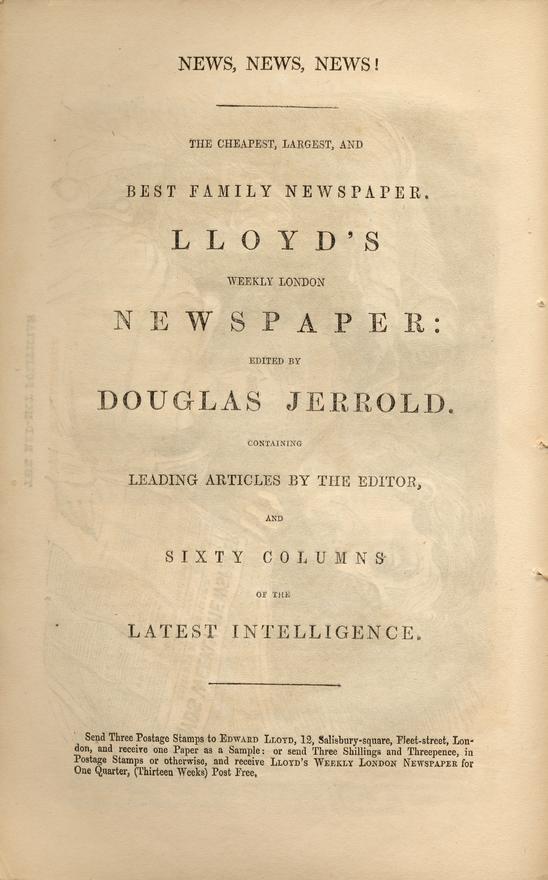 NEWS, NEWS, NEWS!
THE CHEAPEST, LARGEST, AND
BEST FAMILY NEWSPAPER.
LLOYD'S
WEEKLY LONDON
NEWSPAPER:
EDITED BY
DOUGLAS JERROLD.
CONTAINING
LEADING ARTICLES BY THE EDITOR,
AND
SIXTY COLUMNS
OF THE
LATEST INTELLIGENCE.
Send Three Postage Stamps to EDWARD LLOYD, 12, Salisbury-square, Fleet-street, Lon-
don, and receive one Paper as a Sample: or send Three Shillings and Threepence, in
Postage Stamps or otherwise, and receive LLOYD'S WEEKLY LONDON NEWSPAPER for
One Quarter, (Thirteen Weeks) Post Free,